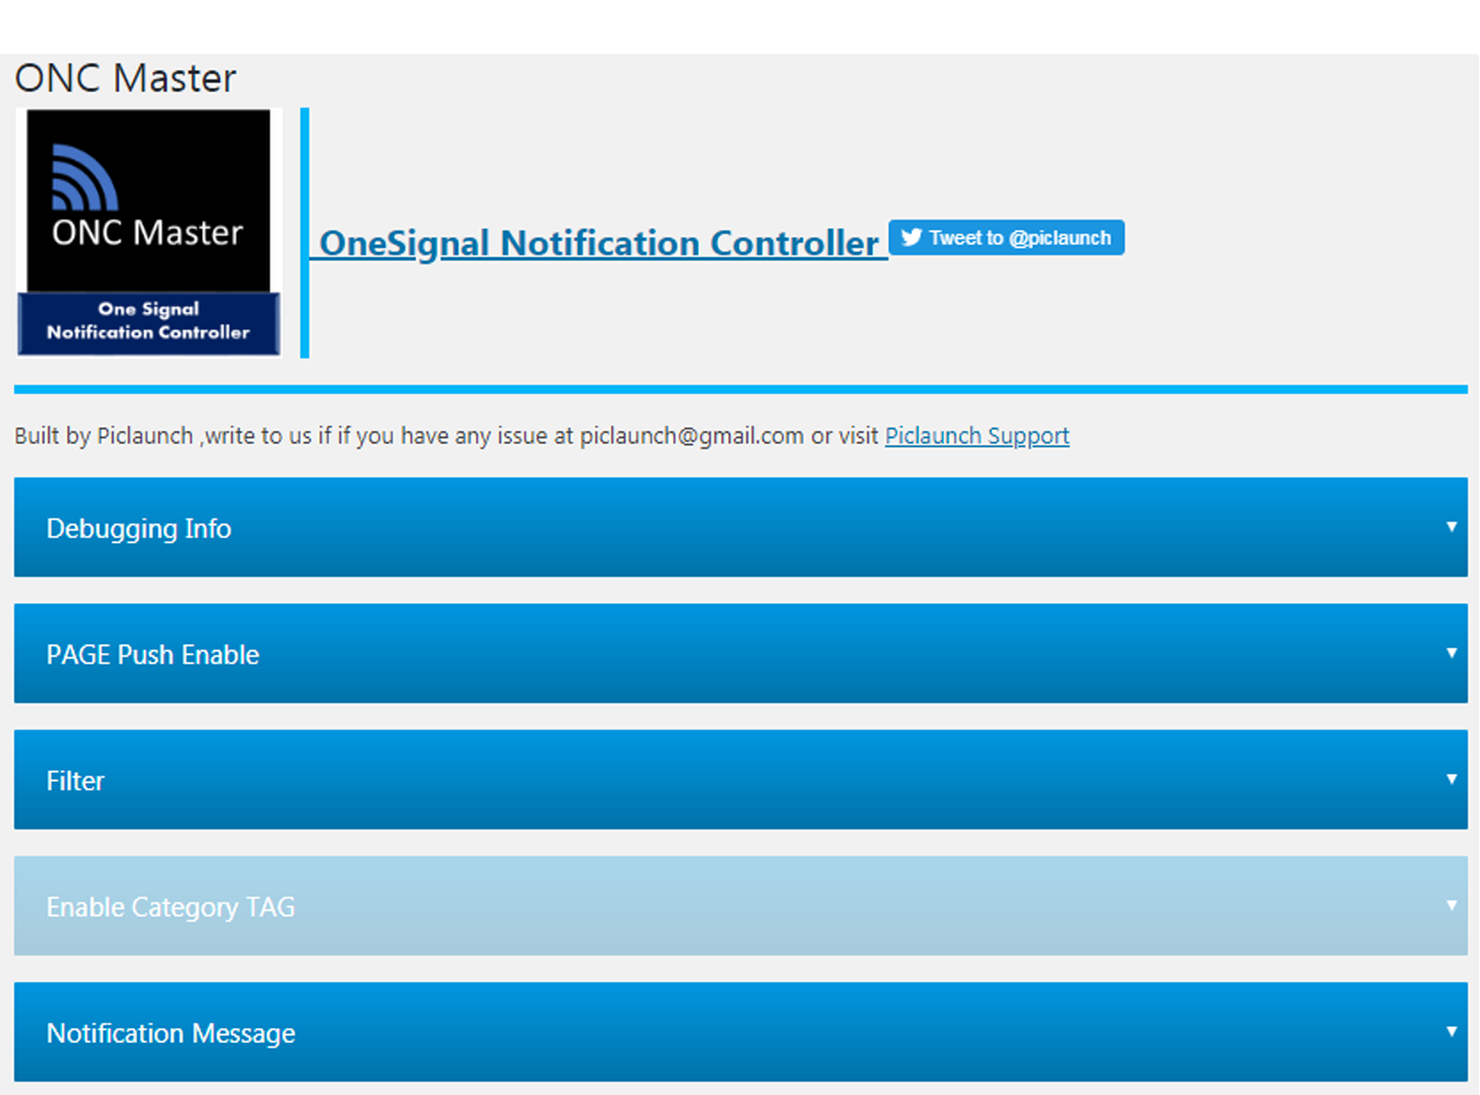 ONC Master
ONC Master
One Signal
Notification Controller
OneSignal Notification Controller Tweet to @piclaunch
Built by Piclaunch ,write to us if if you have any issue at piclaunch@gmail.com or visit Piclaunch Support
Debugging Info
PAGE Push Enable
Filter
Enable Category TAG
Notification Message